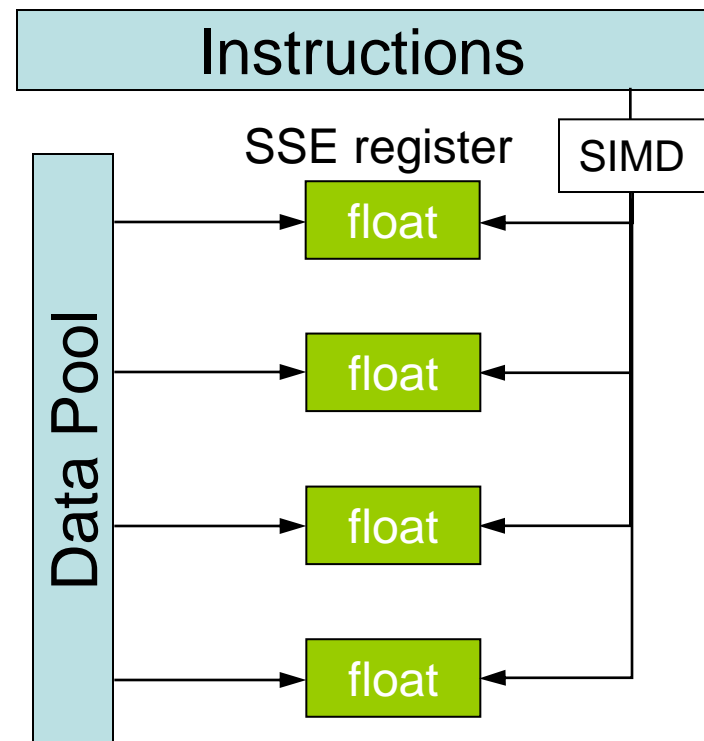 Instructions
SSE register
SIMD
Data Pool
float
float
float
float